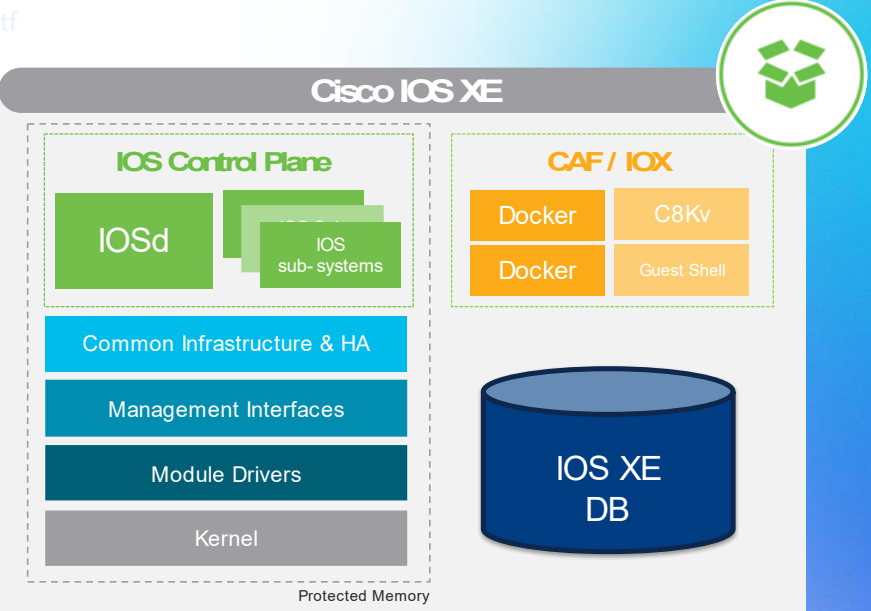 tf
Cisco IOS XE
IOS Control Plane
IOSd
IOS
sub-systems
Common Infrastructure & HA
Management Interfaces
Module Drivers
Kernel
Protected Memory
CAF / IOX
Docker
C8Kv
Docker
Guest Shell
IOS XE
DB